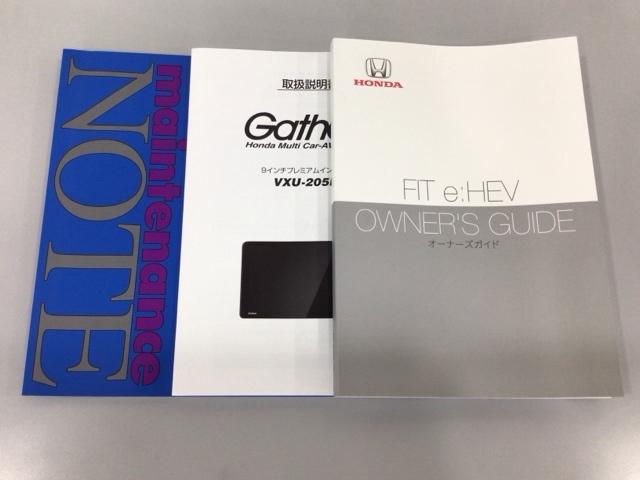 maintenance
NOTE
取扱説明書
Gathe
Honda Multi Car-AV
9インチプレミアムイン
VXU-205
HONDA
FIT e:HEV
OWNER'S GUIDE
オーナーズガイド